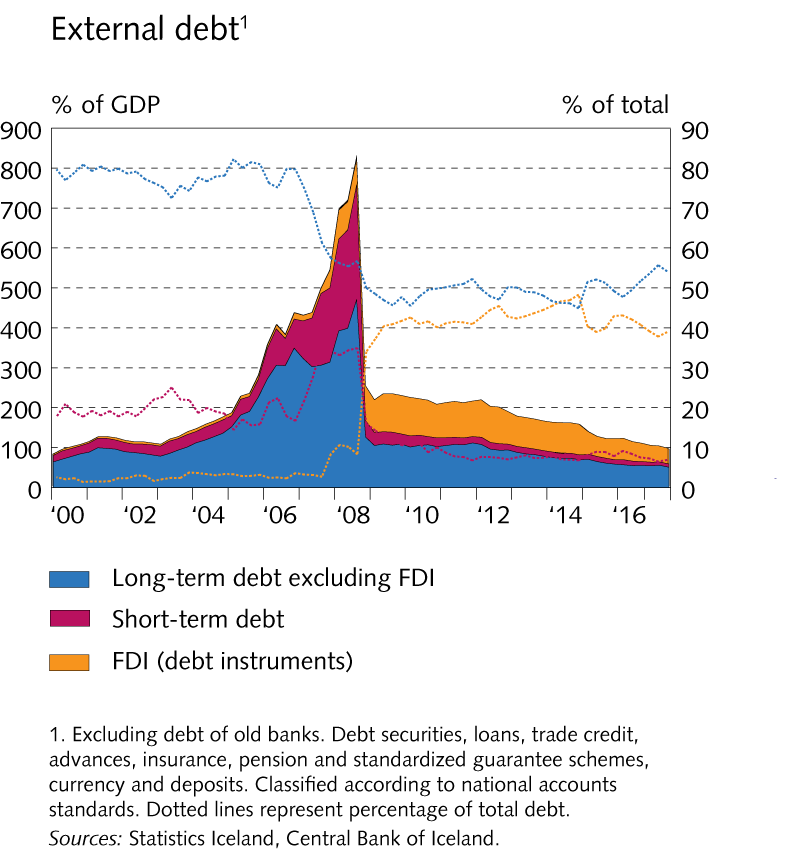 External debt¹
% of GDP % of total
900 90
800 80
700 70
600 60
500 50
400 40
300 30
200 20
100 10
0 0
‘00 ‘02 ‘04 ‘06 ‘08 ‘10 ‘12 ‘14 ‘16
Long-term debt excluding FDI
Short-term debt
FDI (debt instruments)
1. Excluding debt of old banks. Debt securities, loans, trade credit,
advances, insurance, pension and standardized guarantee schemes,
currency and deposits. Classified according to national accounts
standards. Dotted lines represent percentage of total debt.
Sources: Statistics Iceland, Central Bank of Iceland.